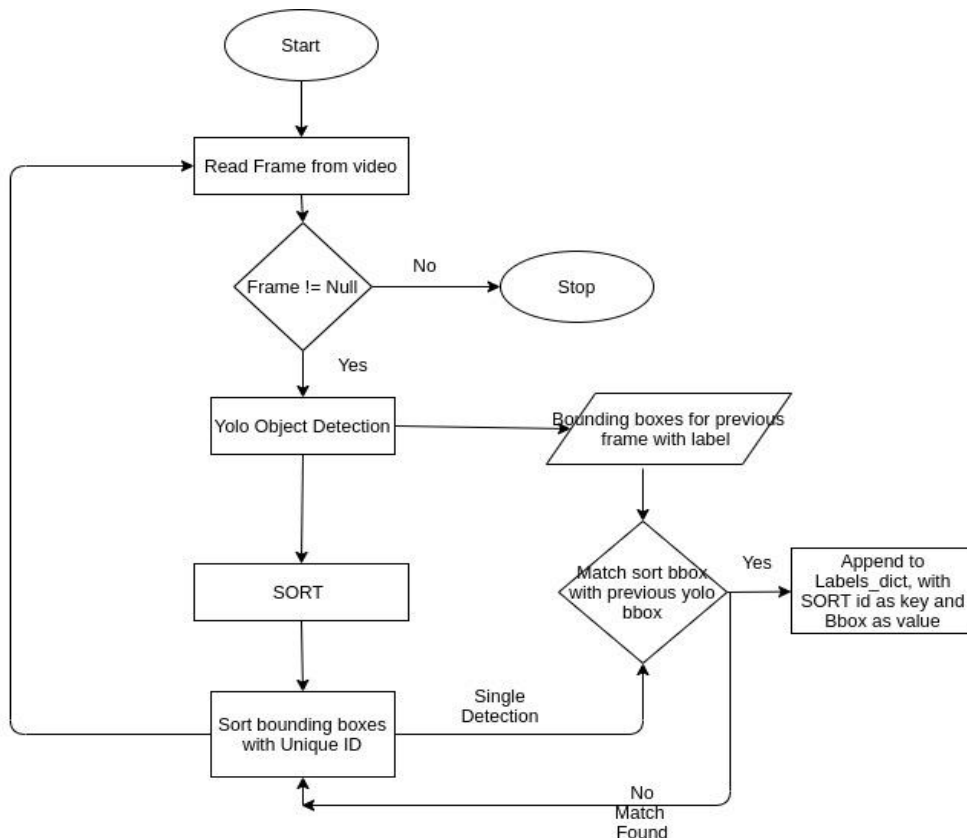 Start
Read Frame from video
Frame != Null
No
Stop
Yes
Yolo Object Detection
Bounding boxes for previous
frame with label
SORT
Match sort bbox
with previous yolo
bbox
Yes
Append to
Labels_dict, with
SORT id as key and
Bbox as value
Sort bounding boxes
with Unique ID
Single
Detection
No
Match
Found